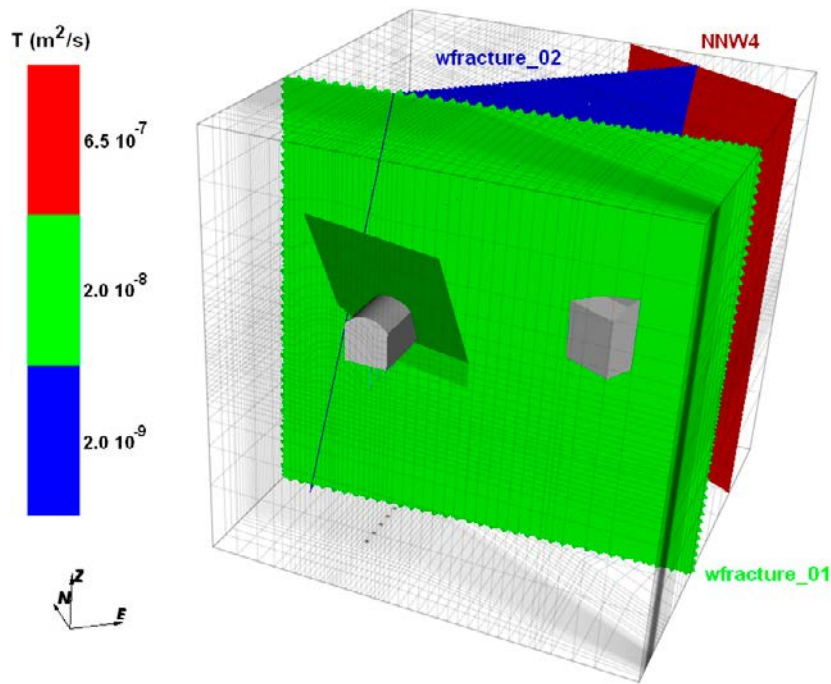 T (m²/s)
6.5 10⁻⁷
2.0 10⁻⁸
2.0 10⁻⁹
wfracture_02
NNW4
wfracture_01
Z
N
E